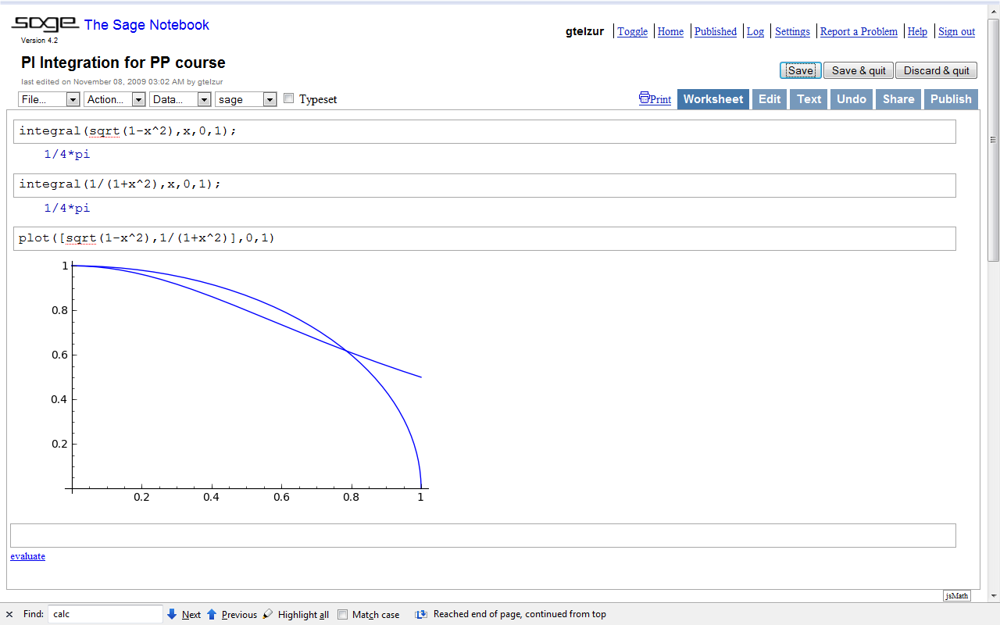 sage The Sage Notebook
Version 4.2
gtelzur Toggle Home Published Log Settings Report a Problem Help Sign out
PI Integration for PP course
last edited on November 08, 2009 03:02 AM by gtelzur
Save Save & quit Discard & quit
File... Action... Data... sage Typeset
Print Worksheet Edit Text Undo Share Publish
integral(sqrt(1-x^2),x,0,1);
1/4*pi
integral(1/(1+x^2),x,0,1);
1/4*pi
plot([sqrt(1-x^2),1/(1+x^2)],0,1)
1
0.8
0.6
0.4
0.2
0.2 0.4 0.6 0.8 1
evaluate
jsMath
× Find: calc Next Previous Highlight all Match case Reached end of page, continued from top